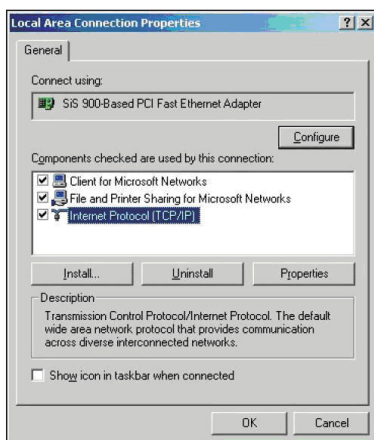 Local Area Connection Properties
General
Connect using:
SiS 900-Based PCI Fast Ethernet Adapter
Configure
Components checked are used by this connection:
Client for Microsoft Networks
File and Printer Sharing for Microsoft Networks
Internet Protocol (TCP/IP)
Install...
Uninstall
Properties
Description
Transmission Control Protocol/Internet Protocol. The default
wide area network protocol that provides communication
across diverse interconnected networks.
Show icon in taskbar when connected
OK
Cancel